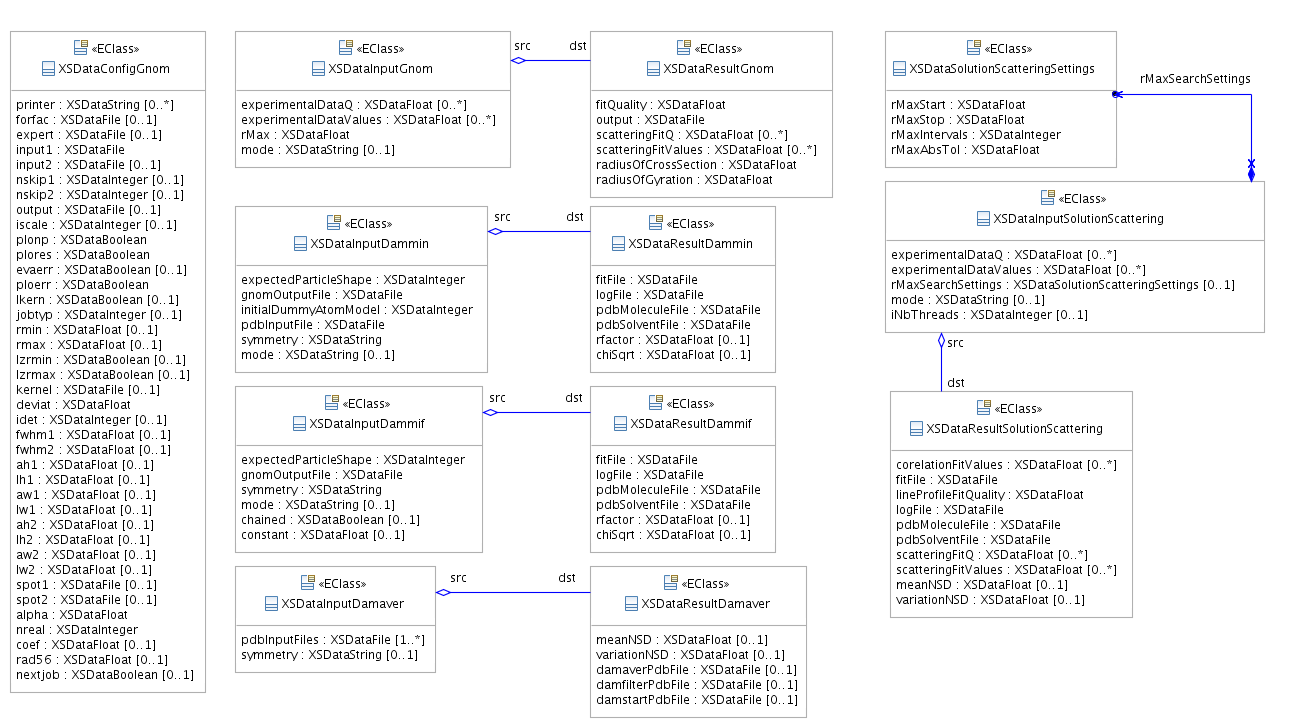 «EClass»
XSDataConfigGnom
printer : XSDataString [0..*]
forfac : XSDataFile [0..1]
expert : XSDataFile [0..1]
input1 : XSDataFile
input2 : XSDataFile [0..1]
nskip1 : XSDataInteger [0..1]
nskip2 : XSDataInteger [0..1]
output : XSDataFile [0..1]
iscale : XSDataInteger [0..1]
plonp : XSDataBoolean
plores : XSDataBoolean
evaerr : XSDataBoolean [0..1]
ploerr : XSDataBoolean
lkern : XSDataBoolean [0..1]
jobtyp : XSDataInteger [0..1]
rmin : XSDataFloat [0..1]
rmax : XSDataFloat [0..1]
lzrmin : XSDataBoolean [0..1]
lzrmax : XSDataBoolean [0..1]
kernel : XSDataFile [0..1]
deviat : XSDataFloat
idet : XSDataInteger [0..1]
fwhm1 : XSDataFloat [0..1]
fwhm2 : XSDataFloat [0..1]
ah1 : XSDataFloat [0..1]
lh1 : XSDataFloat [0..1]
aw1 : XSDataFloat [0..1]
lw1 : XSDataFloat [0..1]
ah2 : XSDataFloat [0..1]
lh2 : XSDataFloat [0..1]
aw2 : XSDataFloat [0..1]
lw2 : XSDataFloat [0..1]
spot1 : XSDataFile [0..1]
spot2 : XSDataFile [0..1]
alpha : XSDataFloat
nreal : XSDataInteger
coef : XSDataFloat [0..1]
rad56 : XSDataFloat [0..1]
nextjob : XSDataBoolean [0..1]
«EClass»
XSDataInputGnom
experimentalDataQ : XSDataFloat [0..*]
experimentalDataValues : XSDataFloat [0..*]
rMax : XSDataFloat
mode : XSDataString [0..1]
src
dst
«EClass»
XSDataResultGnom
fitQuality : XSDataFloat
output : XSDataFile
scatteringFitQ : XSDataFloat [0..*]
scatteringFitValues : XSDataFloat [0..*]
radiusOfCrossSection : XSDataFloat
radiusOfGyration : XSDataFloat
«EClass»
XSDataInputDammin
expectedParticleShape : XSDataInteger
gnomOutputFile : XSDataFile
initialDummyAtomModel : XSDataInteger
pdbInputFile : XSDataFile
symmetry : XSDataString
mode : XSDataString [0..1]
src
dst
«EClass»
XSDataResultDammin
fitFile : XSDataFile
logFile : XSDataFile
pdbMoleculeFile : XSDataFile
pdbSolventFile : XSDataFile
rfactor : XSDataFloat [0..1]
chiSqrt : XSDataFloat [0..1]
«EClass»
XSDataInputDammif
expectedParticleShape : XSDataInteger
gnomOutputFile : XSDataFile
symmetry : XSDataString
mode : XSDataString [0..1]
chained : XSDataBoolean [0..1]
constant : XSDataFloat [0..1]
src
dst
«EClass»
XSDataResultDammif
fitFile : XSDataFile
logFile : XSDataFile
pdbMoleculeFile : XSDataFile
pdbSolventFile : XSDataFile
rfactor : XSDataFloat [0..1]
chiSqrt : XSDataFloat [0..1]
«EClass»
XSDataInputDamaver
pdbInputFiles : XSDataFile [1..*]
symmetry : XSDataString [0..1]
src
dst
«EClass»
XSDataResultDamaver
meanNSD : XSDataFloat [0..1]
variationNSD : XSDataFloat [0..1]
damaverPdbFile : XSDataFile [0..1]
damfilterPdbFile : XSDataFile [0..1]
damstartPdbFile : XSDataFile [0..1]
«EClass»
XSDataSolutionScatteringSettings
rMaxStart : XSDataFloat
rMaxStop : XSDataFloat
rMaxIntervals : XSDataInteger
rMaxAbsTol : XSDataFloat
rMaxSearchSettings
«EClass»
XSDataInputSolutionScattering
experimentalDataQ : XSDataFloat [0..*]
experimentalDataValues : XSDataFloat [0..*]
rMaxSearchSettings : XSDataSolutionScatteringSettings [0..1]
mode : XSDataString [0..1]
iNbThreads : XSDataInteger [0..1]
src
dst
«EClass»
XSDataResultSolutionScattering
corelationFitValues : XSDataFloat [0..*]
fitFile : XSDataFile
lineProfileFitQuality : XSDataFloat
logFile : XSDataFile
pdbMoleculeFile : XSDataFile
pdbSolventFile : XSDataFile
scatteringFitQ : XSDataFloat [0..*]
scatteringFitValues : XSDataFloat [0..*]
meanNSD : XSDataFloat [0..1]
variationNSD : XSDataFloat [0..1]